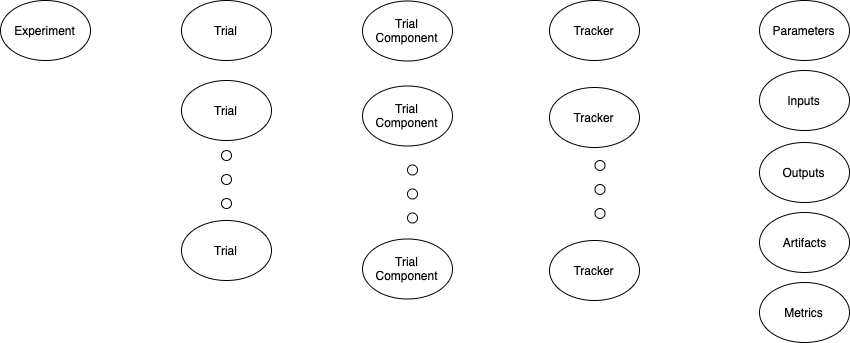 Experiment
Trial
Trial
Component
Tracker
Parameters
Trial
Trial
Component
Tracker
Inputs
Outputs
Trial
Trial
Component
Tracker
Artifacts
Metrics